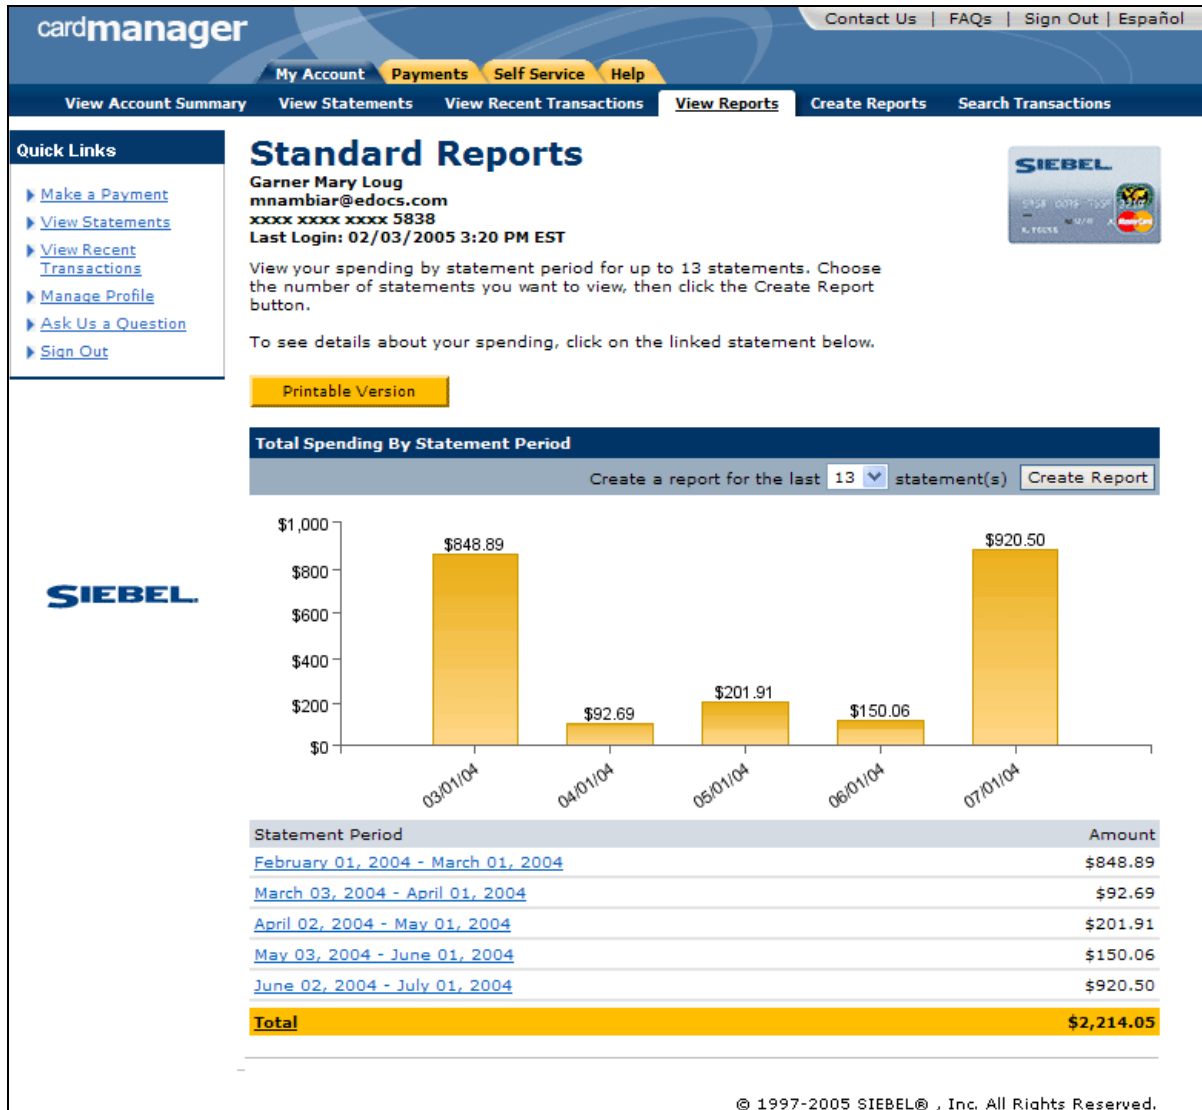 cardmanager
Contact Us | FAQs | Sign Out | Español
My Account Payments Self Service Help
View Account Summary View Statements View Recent Transactions View Reports Create Reports Search Transactions
Quick Links
Make a Payment
View Statements
View Recent
Transactions
Manage Profile
Ask Us a Question
Sign Out
SIEBEL.
Standard Reports
Garner Mary Loug
mnambiar@edocs.com
xxxx xxxx xxxx 5838
Last Login: 02/03/2005 3:20 PM EST
SIEBEL.
View your spending by statement period for up to 13 statements. Choose
the number of statements you want to view, then click the Create Report
button.
To see details about your spending, click on the linked statement below.
Printable Version
Total Spending By Statement Period
Create a report for the last 13 statement(s) Create Report
$1,000
$800
$600
$400
$200
$0
$848.89
$92.69
$201.91
$150.06
$920.50
03/01/04
04/01/04
05/01/04
06/01/04
07/01/04
Statement Period Amount
February 01, 2004 - March 01, 2004 $848.89
March 03, 2004 - April 01, 2004 $92.69
April 02, 2004 - May 01, 2004 $201.91
May 03, 2004 - June 01, 2004 $150.06
June 02, 2004 - July 01, 2004 $920.50
Total $2,214.05
© 1997-2005 SIEBEL® , Inc. All Rights Reserved.